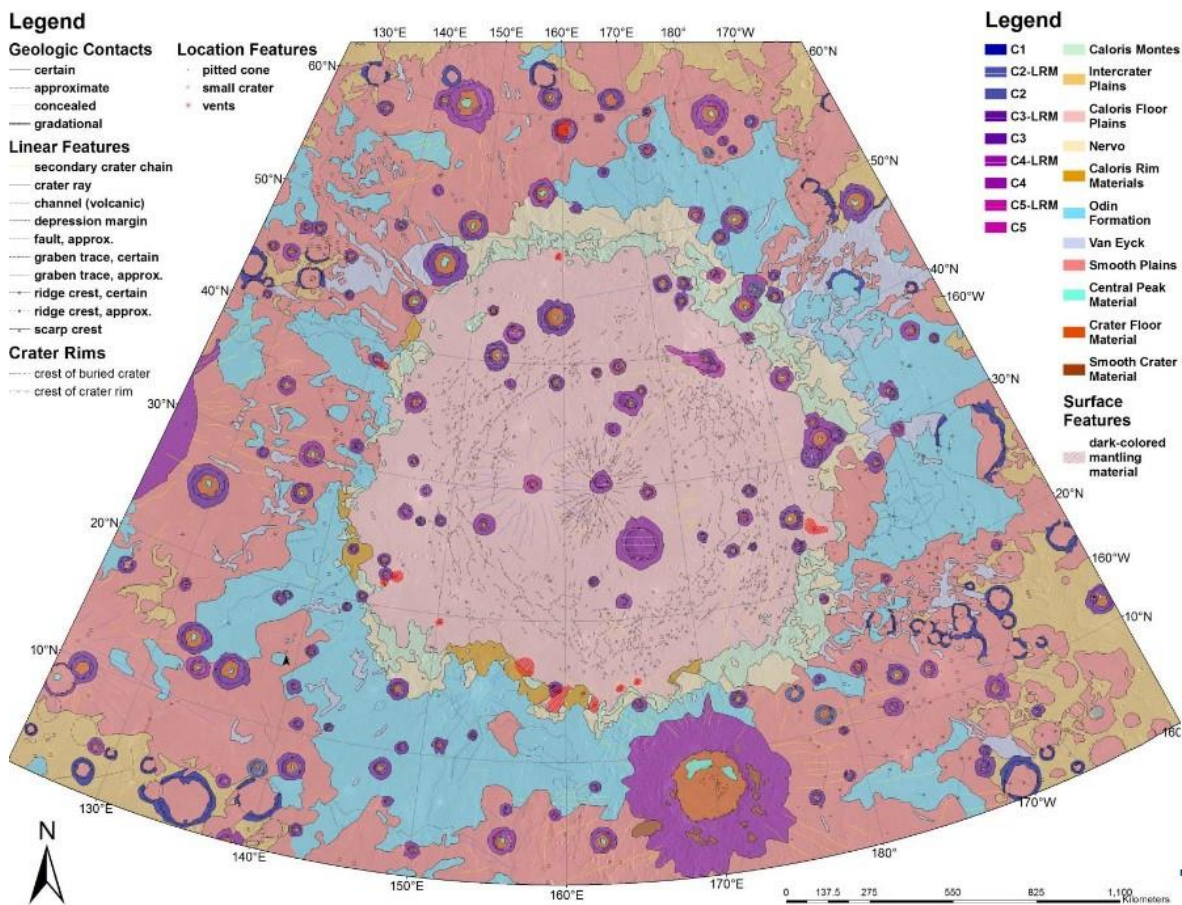 Legend
Geologic Contacts
certain
approximate
concealed
gradational
Linear Features
secondary crater chain
crater ray
channel (volcanic)
depression margin
fault, approx.
graben trace, certain
graben trace, approx.
ridge crest, certain
ridge crest, approx.
scarp crest
Crater Rims
crest of buried crater
crest of crater rim
Location Features
pitted cone
small crater
vents
130°E
140°E
150°E
160°E
170°E
180°
170°W
60°N
60°N
50°N
50°N
40°N
40°N
160°W
30°N
30°N
20°N
20°N
160°W
10°N
10°N
160
130°E
140°E
150°E
160°E
170°E
180°
170°W
N
0 137.5 275 550 825 1,100
Kilometers
Legend
C1
C2-LRM
C2
C3-LRM
C3
C4-LRM
C4
C5-LRM
C5
Caloris Montes
Intercrater
Plains
Caloris Floor
Plains
Nervo
Caloris Rim
Materials
Odin
Formation
Van Eyck
Smooth Plains
Central Peak
Material
Crater Floor
Material
Smooth Crater
Material
Surface
Features
dark-colored
mantling
material